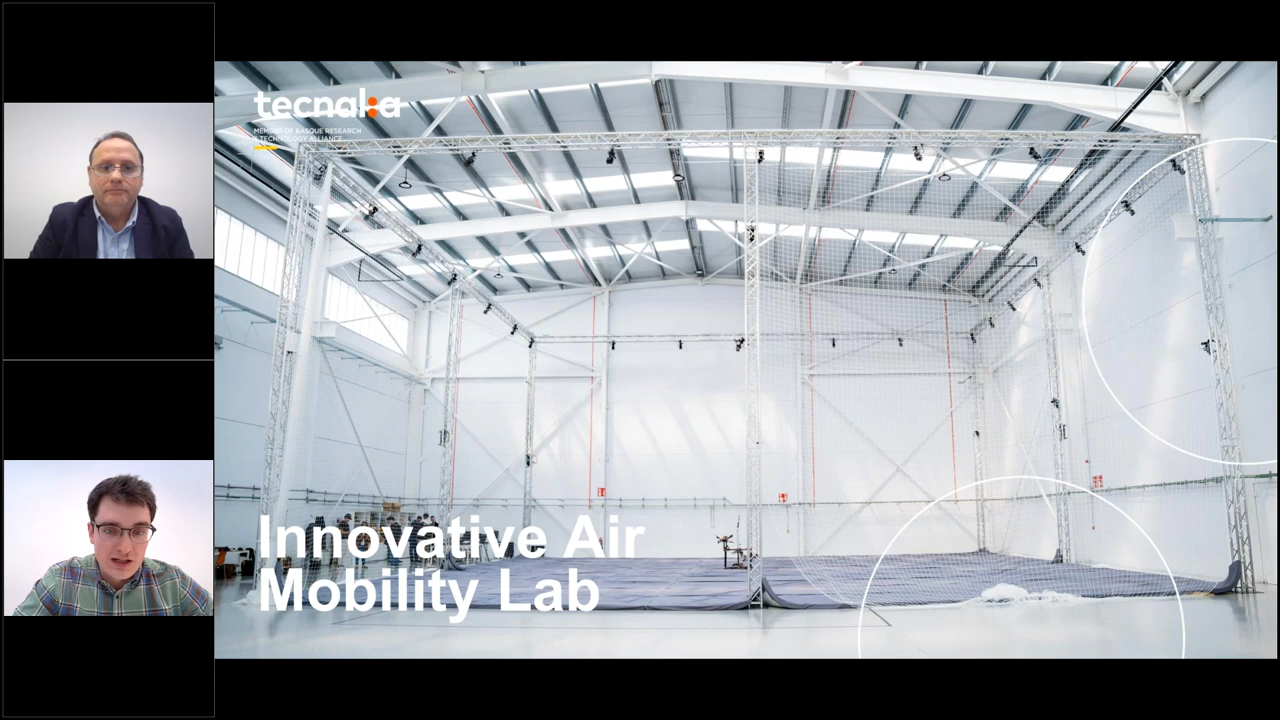 tecnalia
MEMBER OF BASQUE RESEARCH
& TECHNOLOGY ALLIANCE
Innovative Air
Mobility Lab